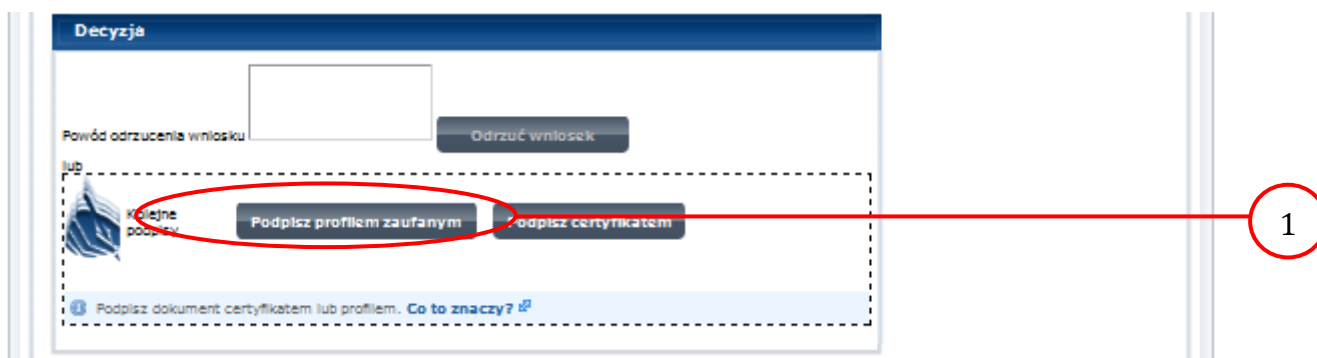 Decyzja
Powód odrzucenia wniosku
Odrzuć wniosek
lub
Kolejne
podpisy
Podpisz profilem zaufanym
Podpisz certyfikatem
1
Podpisz dokument certyfikatem lub profilem. Co to znaczy?